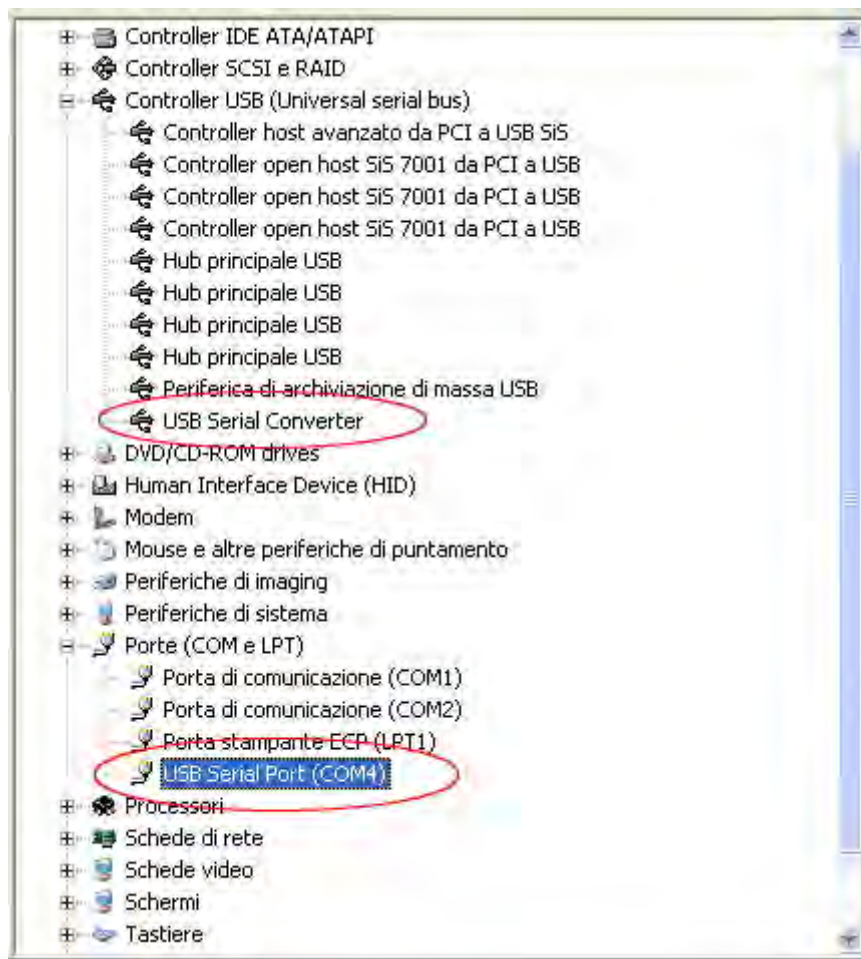 Controller IDE ATA/ATAPI
Controller SCSI e RAID
Controller USB (Universal serial bus)
Controller host avanzato da PCI a USB SiS
Controller open host SiS 7001 da PCI a USB
Controller open host SiS 7001 da PCI a USB
Controller open host SiS 7001 da PCI a USB
Hub principale USB
Hub principale USB
Hub principale USB
Hub principale USB
Periferica di archiviazione di massa USB
USB Serial Converter
DVD/CD-ROM drives
Human Interface Device (HID)
Modem
Mouse e altre periferiche di puntamento
Periferiche di imaging
Periferiche di sistema
Porte (COM e LPT)
Porta di comunicazione (COM1)
Porta di comunicazione (COM2)
Porta stampante ECP (LPT1)
USB Serial Port (COM4)
Processori
Schede di rete
Schede video
Schermi
Tastiere